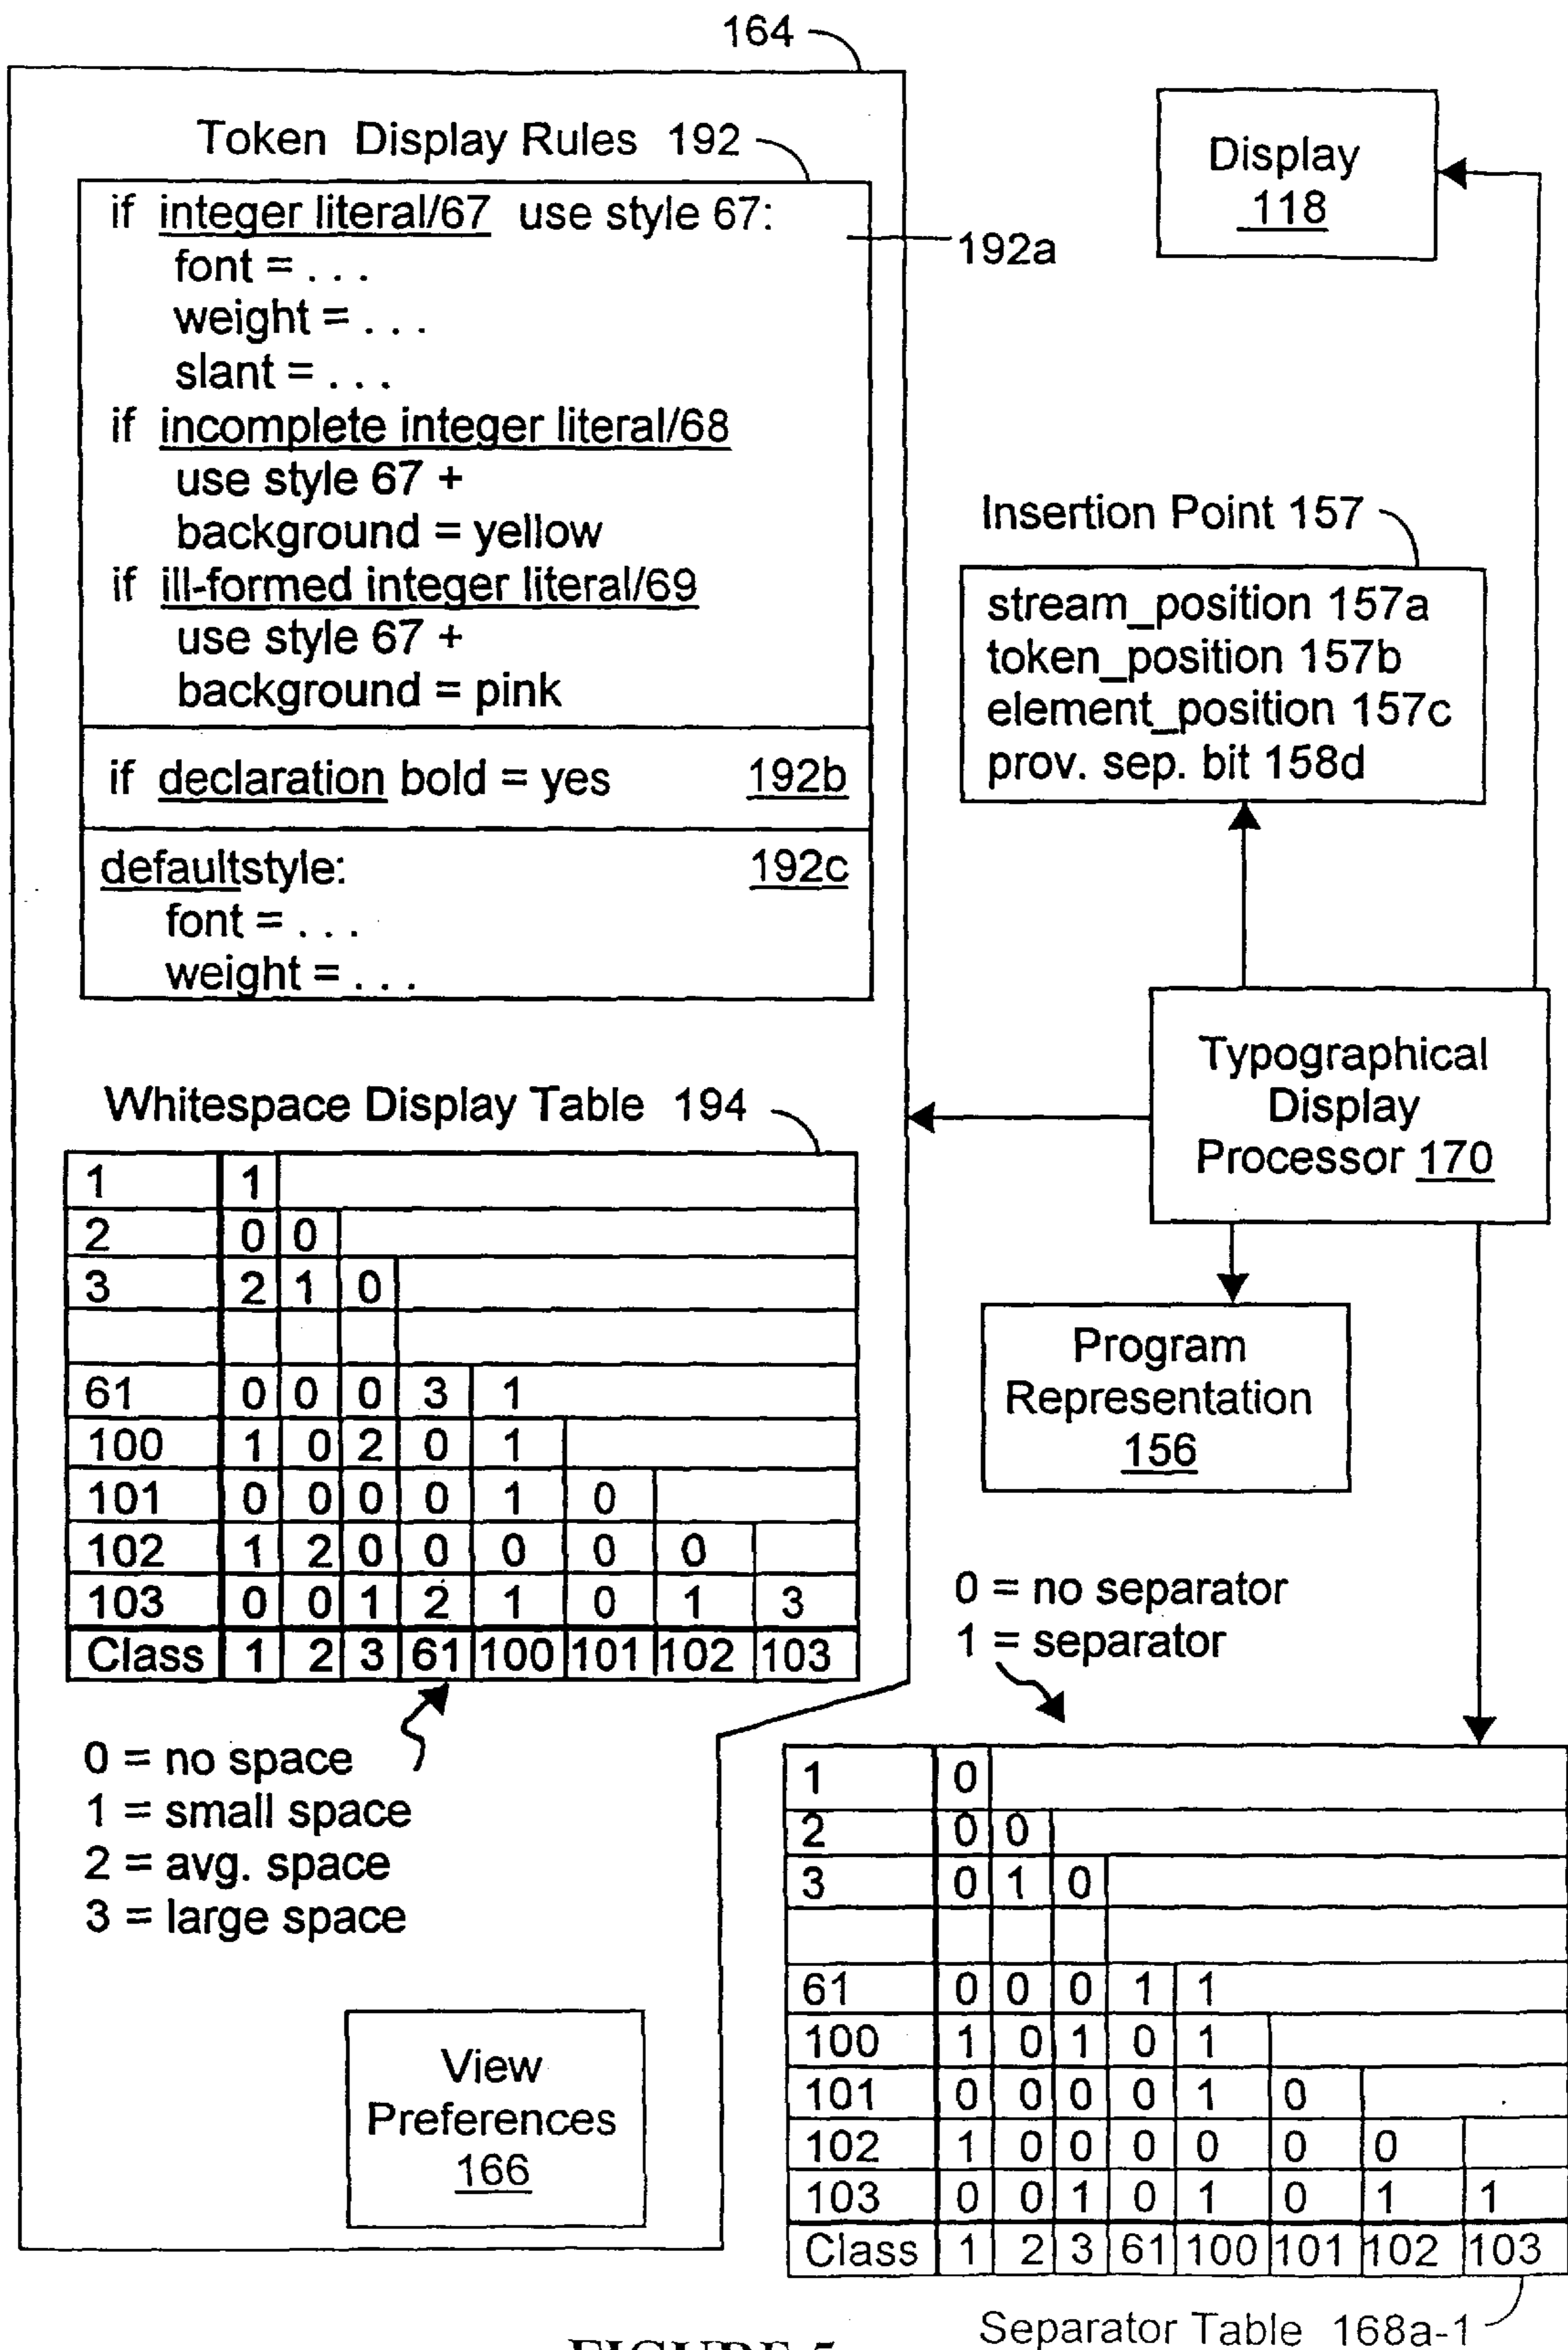 164
Token Display Rules 192
if integer literal/67 use style 67:
font = . . .
weight = . . .
slant = . . .
if incomplete integer literal/68
use style 67 +
background = yellow
if ill-formed integer literal/69
use style 67 +
background = pink
192a
if declaration bold = yes 192b
defaultstyle: 192c
font = . . .
weight = . . .
Display
118
Insertion Point 157
stream_position 157a
token_position 157b
element_position 157c
prov. sep. bit 158d
Typographical
Display
Processor 170
Program
Representation
156
Whitespace Display Table 194
1 1
2 0 0
3 2 1 0
61 0 0 0 3 1
100 1 0 2 0 1
101 0 0 0 0 1 0
102 1 2 0 0 0 0 0
103 0 0 1 2 1 0 1 3
Class 1 2 3 61 100 101 102 103
0 = no space
1 = small space
2 = avg. space
3 = large space
View
Preferences
166
0 = no separator
1 = separator
1 0
2 0 0
3 0 1 0
61 0 0 0 1 1
100 1 0 1 0 1
101 0 0 0 0 1 0
102 1 0 0 0 0 0 0
103 0 0 1 0 1 0 1 1
Class 1 2 3 61 100 101 102 103
Separator Table 168a-1
FIGURE 5